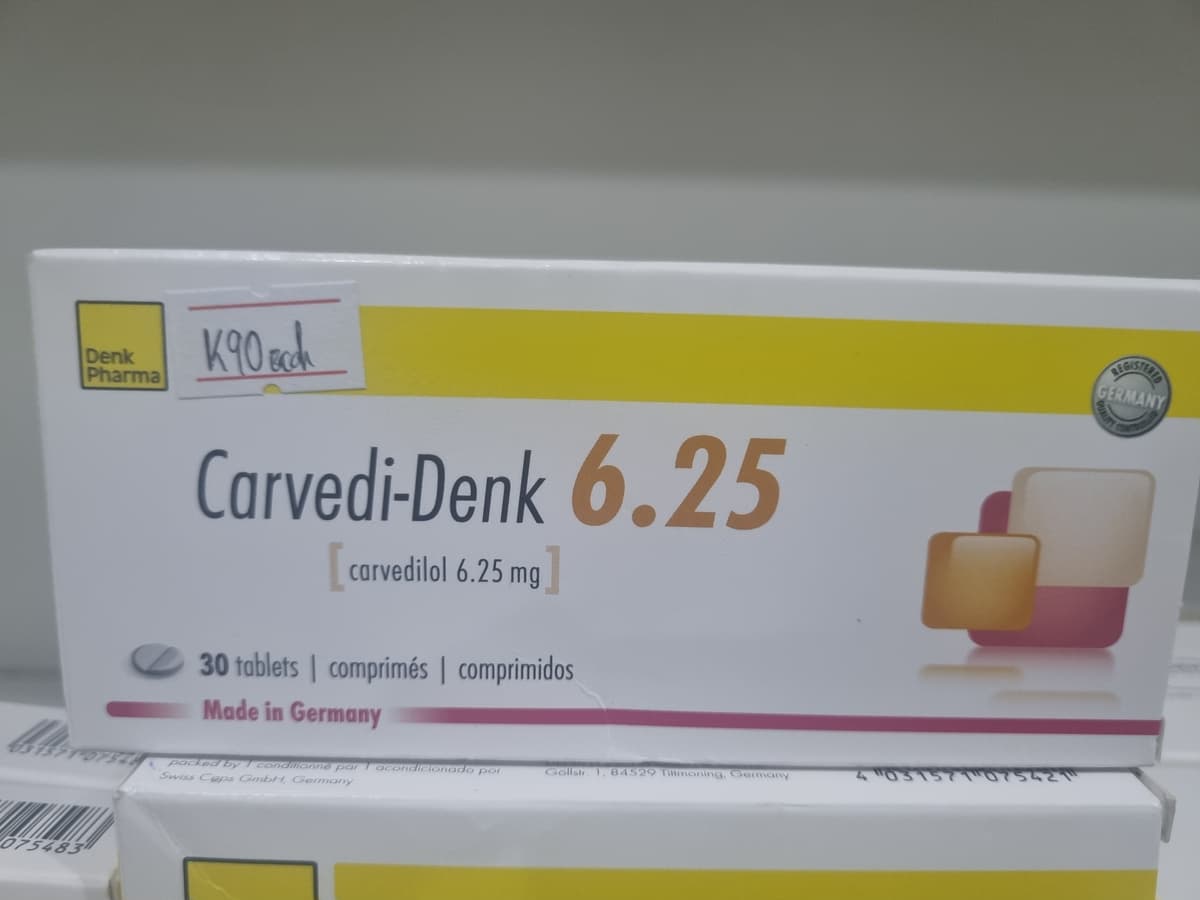 Denk
Pharma
K90 each
REGISTERED
GERMANY
Carvedi-Denk 6.25
[carvedilol 6.25 mg]
30 tablets | comprimés | comprimidos
Made in Germany
packed by | conditionné par | acondicionado por
Swiss Caps GmbH, Germany
Göllstr. 1, 84529 Tittmoning, Germany
4 031571 075421
075483